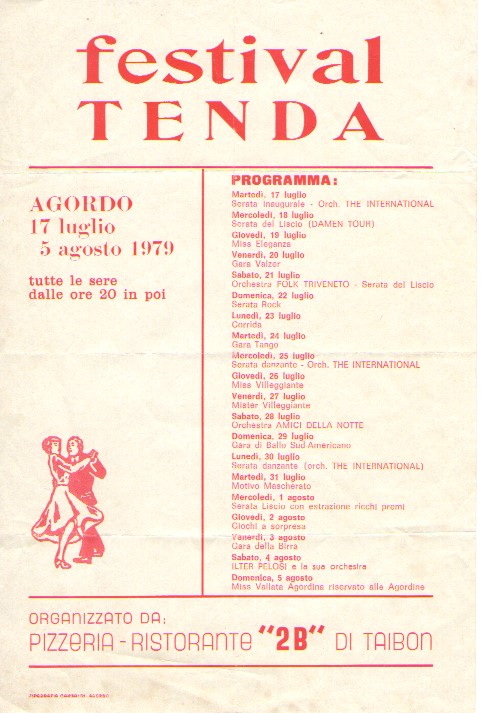 festival
TENDA
AGORDO
17 luglio
5 agosto 1979
tutte le sere
dalle ore 20 in poi
PROGRAMMA:
Martedì, 17 luglio
Serata inaugurale - Orch. THE INTERNATIONAL
Mercoledì, 18 luglio
Serata del Liscio (DAMEN TOUR)
Giovedì, 19 luglio
Miss Eleganza
Venerdì, 20 luglio
Gara Valzer
Sabato, 21 luglio
Orchestra FOLK TRIVENETO - Serata del Liscio
Domenica, 22 luglio
Serata Rock
Lunedì, 23 luglio
Corrida
Martedì, 24 luglio
Gara Tango
Mercoledì, 25 luglio
Serata danzante - Orch. THE INTERNATIONAL
Giovedì, 26 luglio
Miss Villeggiante
Venerdì, 27 luglio
Mister Villeggiante
Sabato, 28 luglio
Orchestra AMICI DELLA NOTTE
Domenica, 29 luglio
Gara di Ballo Sud-Americano
Lunedì, 30 luglio
Serata danzante (orch. THE INTERNATIONAL)
Martedì, 31 luglio
Motivo Mascherato
Mercoledì, 1 agosto
Serata Liscio con estrazione ricchi premi
Giovedì, 2 agosto
Giochi a sorpresa
Venerdì, 3 agosto
Gara della Birra
Sabato, 4 agosto
ILTER PELOSI e la sua orchestra
Domenica, 5 agosto
Miss Vallata Agordina riservato alle Agordine
ORGANIZZATO DA:
PIZZERIA - RISTORANTE "2B" DI TAIBON